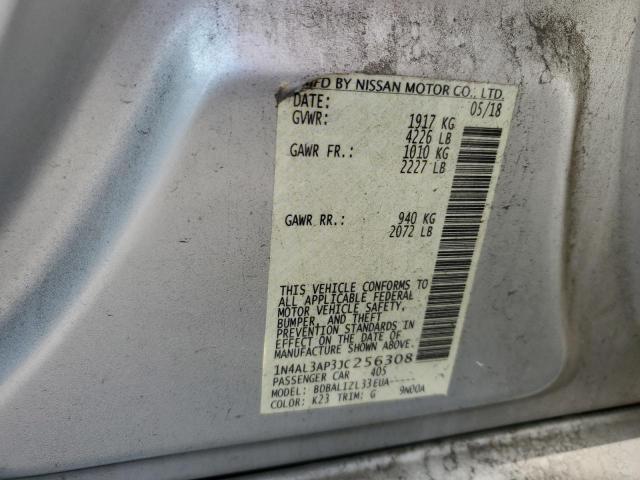 MFD BY NISSAN MOTOR CO., LTD.
DATE: 05/18
GVWR: 1917 KG
4226 LB
GAWR FR.: 1010 KG
2227 LB
GAWR RR.: 940 KG
2072 LB
THIS VEHICLE CONFORMS TO
ALL APPLICABLE FEDERAL
MOTOR VEHICLE SAFETY,
BUMPER, AND THEFT
PREVENTION STANDARDS IN
EFFECT ON THE DATE OF
MANUFACTURE SHOWN ABOVE.
1N4AL3AP3JC256308
PASSENGER CAR 405
MODEL: BDBALIZL33EUA-----
COLOR: K23 TRIM: G 9N00A